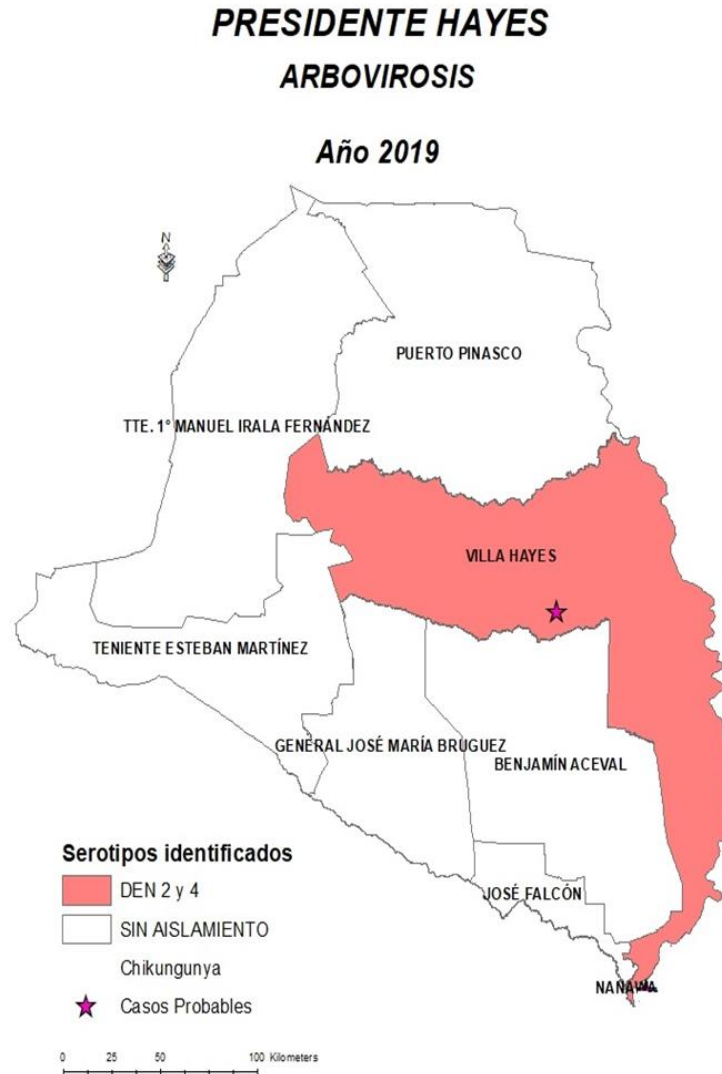 PRESIDENTE HAYES
ARBOVIROSIS
Año 2019
N
PUERTO PINASCO
TTE. 1° MANUEL IRALA FERNÁNDEZ
VILLA HAYES
TENIENTE ESTEBAN MARTÍNEZ
GENERAL JOSÉ MARÍA BRUGUEZ
BENJAMÍN ACEVAL
JOSÉ FALCÓN
NANAWA
Serotipos identificados
DEN 2 y 4
SIN AISLAMIENTO
Chikungunya
Casos Probables
0 25 50 100 Kilometers